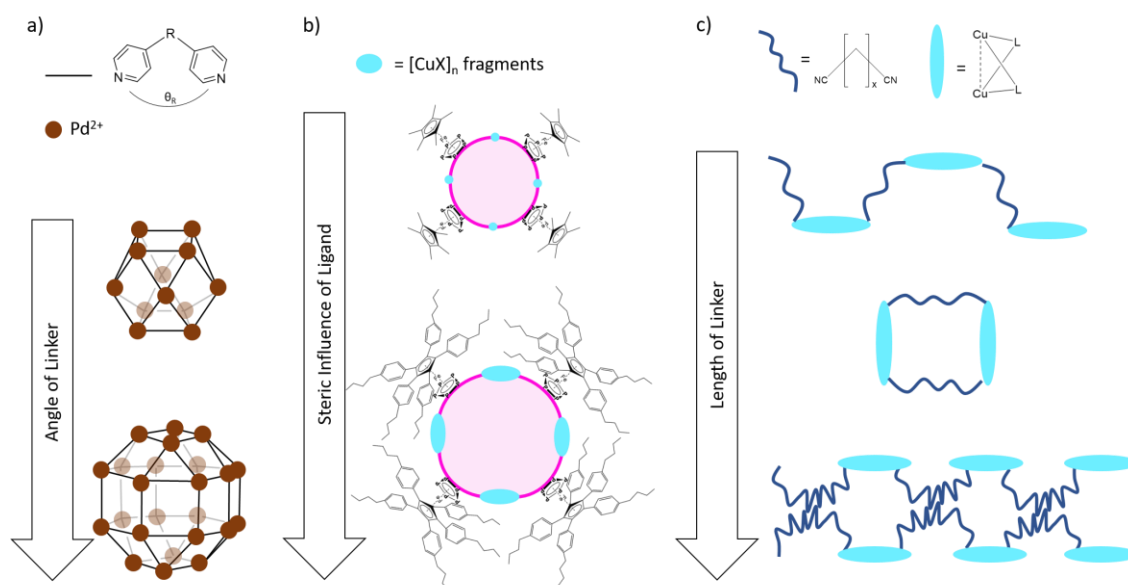 a)
R
N
N
θR
Pd²⁺
Angle of Linker
b)
= [CuX]n fragments
Steric Influence of Ligand
c)
=
NC
x
CN
=
Cu
L
Cu
L
Length of Linker